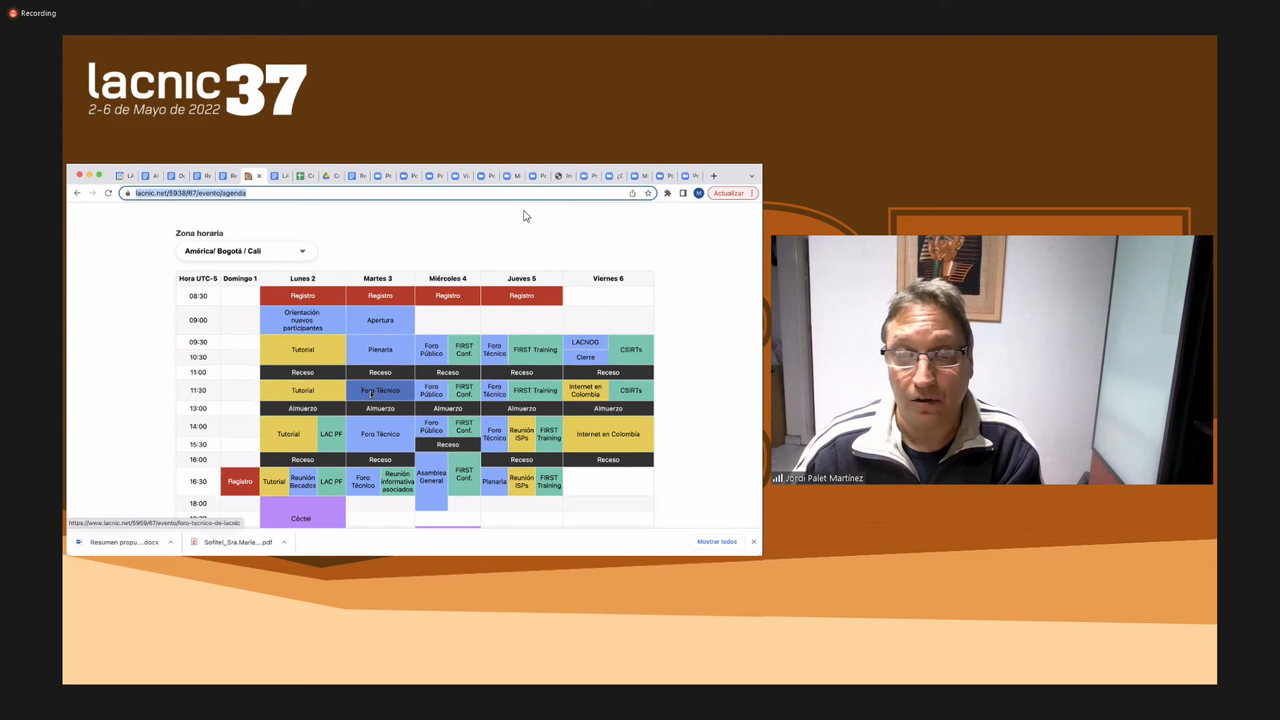 Recording
lacnic 37
2-6 de Mayo de 2022
Actualizar
lacnic.net/5938/67/evento/agenda
Zona horaria
América/ Bogotá / Cali
Hora UTC-5 Domingo 1 Lunes 2 Martes 3 Miércoles 4 Jueves 5 Viernes 6
08:30 Registro Registro Registro Registro
09:00 Orientación nuevos participantes Apertura
09:30 Tutorial Plenaria Foro Público FIRST Conf. Foro Técnico FIRST Training LACNOG CSIRTs
10:30 Cierre
11:00 Receso Receso Receso Receso Receso
11:30 Tutorial Foro Técnico Foro Público FIRST Conf. Foro Técnico FIRST Training Internet en Colombia CSIRTs
13:00 Almuerzo Almuerzo Almuerzo Almuerzo Almuerzo
14:00 Tutorial LAC PF Foro Técnico Foro Público FIRST Conf. Foro Técnico Reunión ISPs FIRST Training Internet en Colombia
15:30 Receso
16:00 Receso Receso Receso Receso
16:30 Registro Tutorial Reunión Becados LAC PF Foro Técnico Reunión informativa asociados Asamblea General FIRST Conf. Plenaria Reunión ISPs FIRST Training
18:00
Cóctel
https://www.lacnic.net/5959/67/evento/foro-tecnico-de-lacnic
Resumen propu....docx Sofitel_Sra.Marie....pdf Mostrar todos
Jordi Palet Martínez